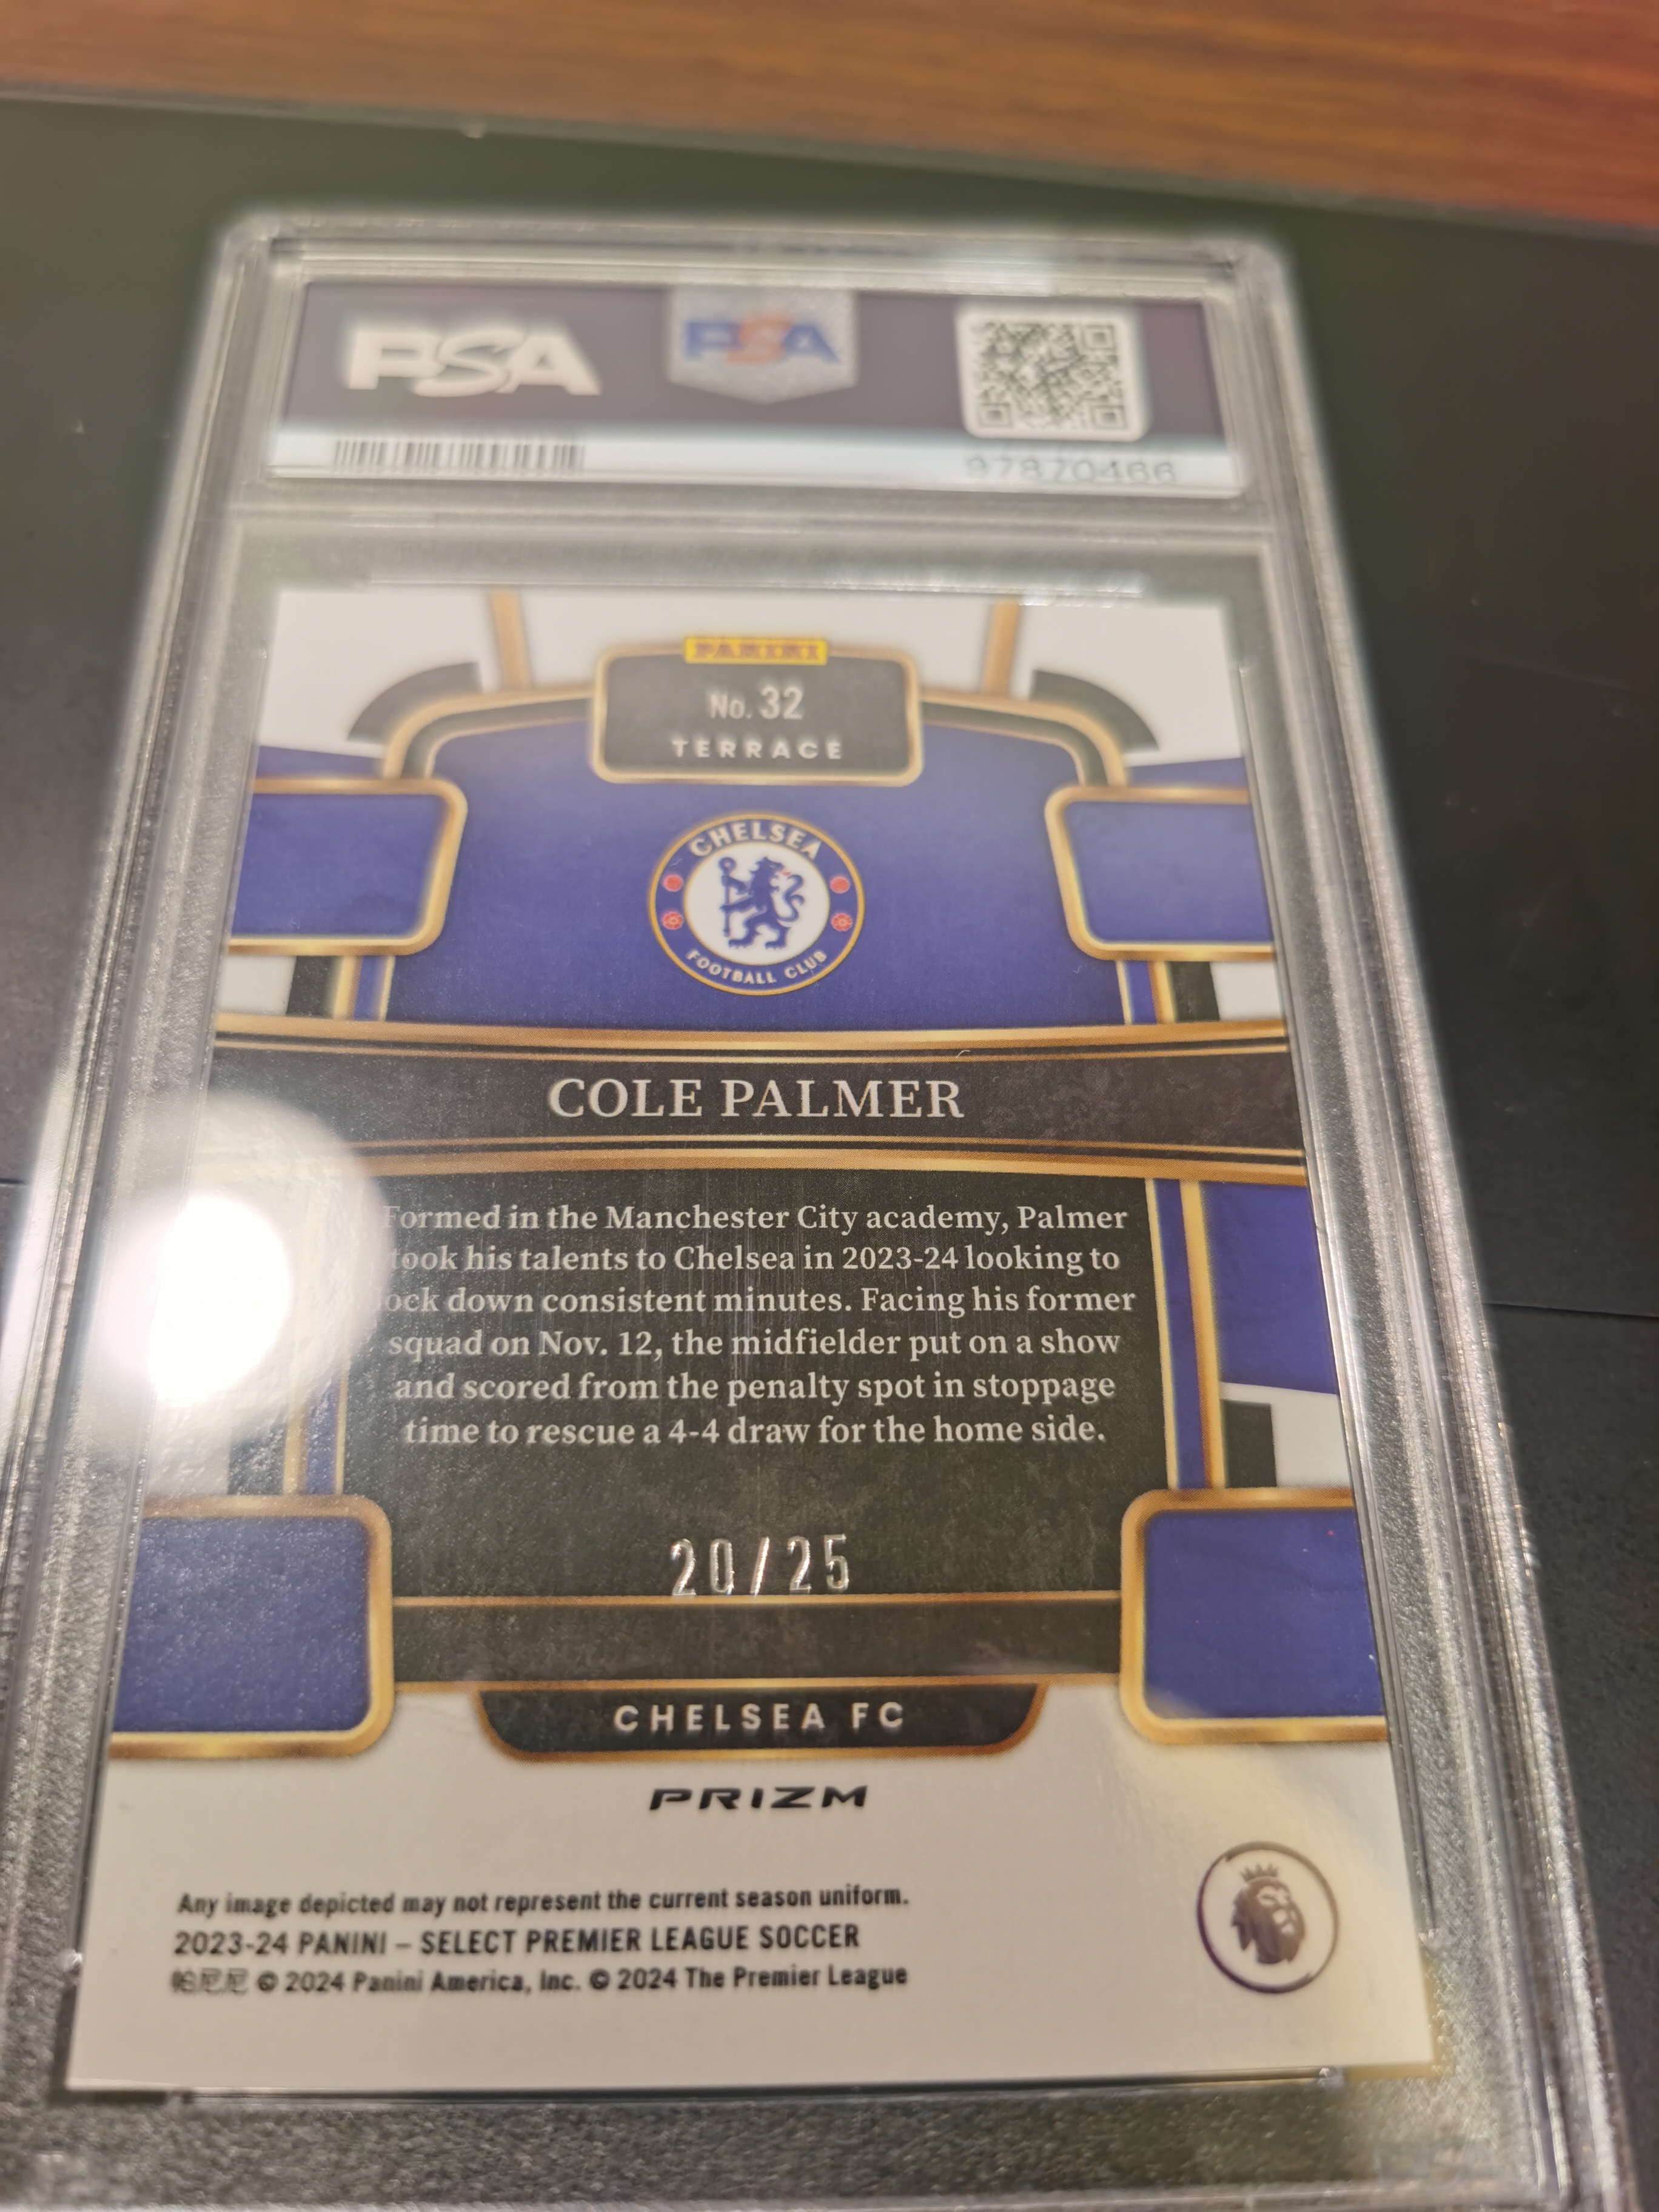 PSA
PSA
97870466
PANINI
No. 32
TERRACE
CHELSEA
FOOTBALL CLUB
COLE PALMER
Formed in the Manchester City academy, Palmer
took his talents to Chelsea in 2023-24 looking to
ock down consistent minutes. Facing his former
squad on Nov. 12, the midfielder put on a show
and scored from the penalty spot in stoppage
time to rescue a 4-4 draw for the home side.
20/25
CHELSEA FC
PRIZM
Any image depicted may not represent the current season uniform.
2023-24 PANINI – SELECT PREMIER LEAGUE SOCCER
帕尼尼 © 2024 Panini America, Inc. © 2024 The Premier League